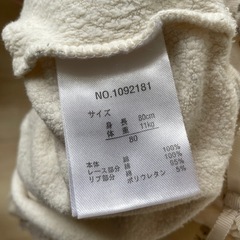 NO.1092181
サイズ
身長 80cm
体重 11kg
80
本体 綿 100%
レース部分 綿 100%
リブ部分 綿 95%
ポリウレタン 5%